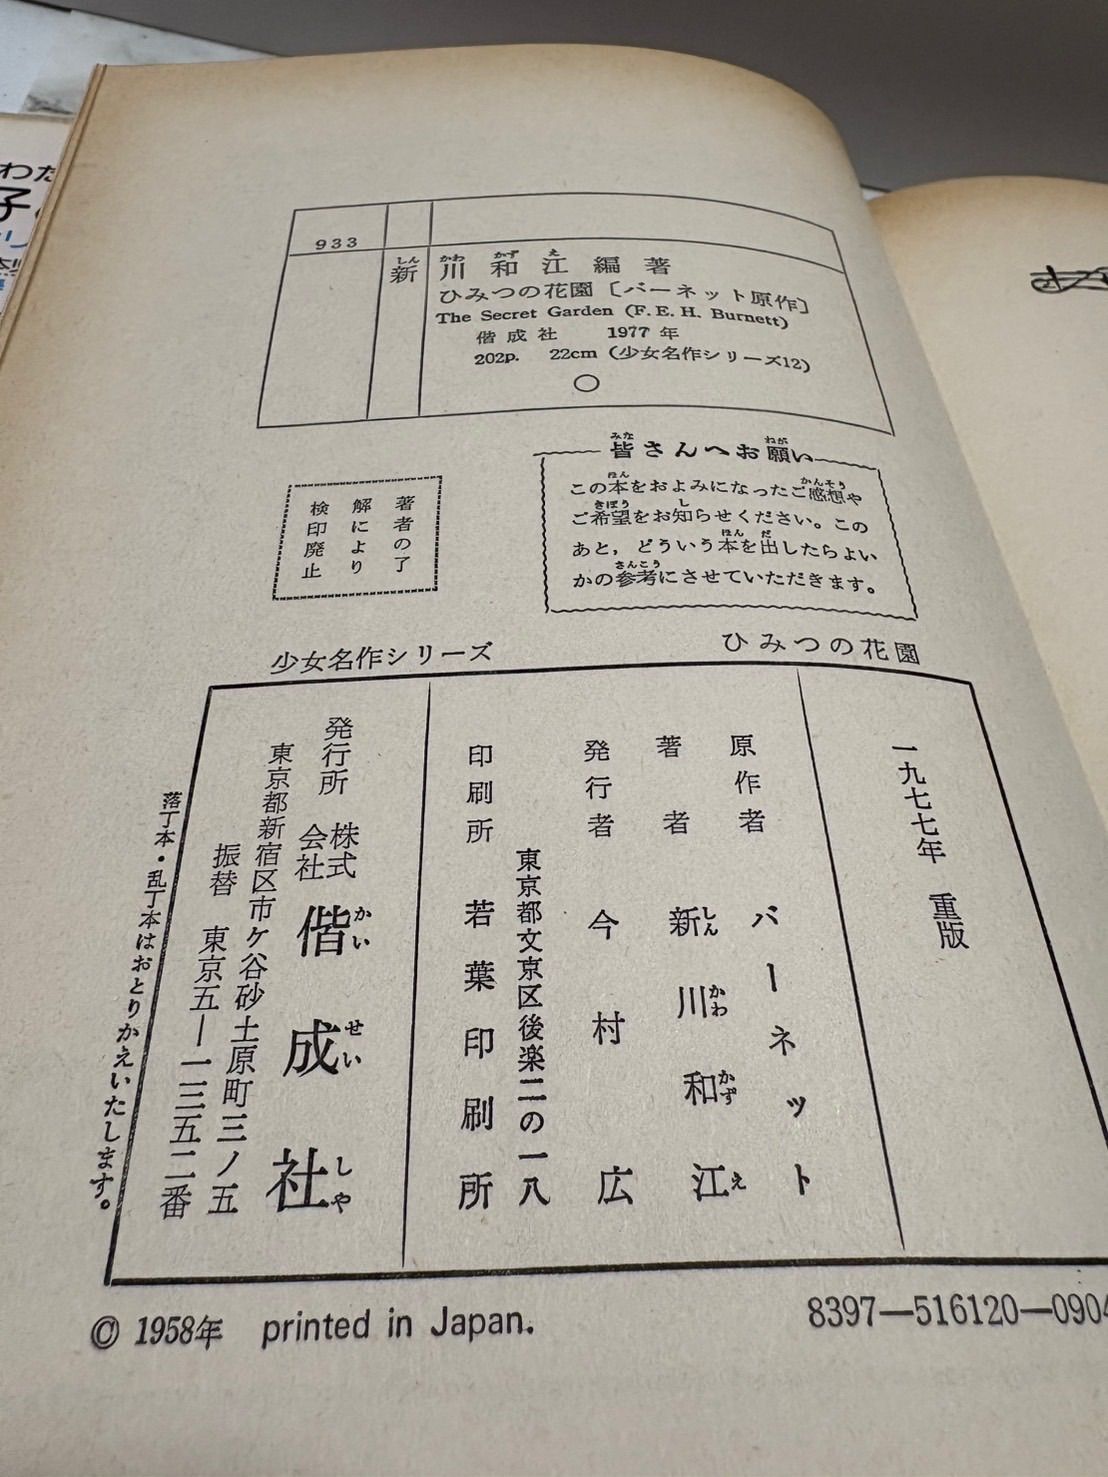 933
新川和江編著
ひみつの花園〔バーネット原作〕
The Secret Garden (F.E.H. Burnett)
偕成社 1977年
202p. 22cm (少女名作シリーズ12)
○
皆さんへお願い
この本をおよみになったご感想や
ご希望をお知らせください。この
あと，どういう本を出したらよい
かの参考にさせていただきます。
著者の了
解により
検印廃止
少女名作シリーズ ひみつの花園
一九七七年 重版
原作者 バーネット
著者 新川和江
発行者 今村広
東京都文京区後楽二の一八
印刷所 若葉印刷所
発行所 株式会社 偕成社
東京都新宿区市ケ谷砂土原町三ノ五
振替 東京五―一三五二番
落丁本・乱丁本はおとりかえいたします。
© 1958年 printed in Japan.
8397—516120—0904
わた
子